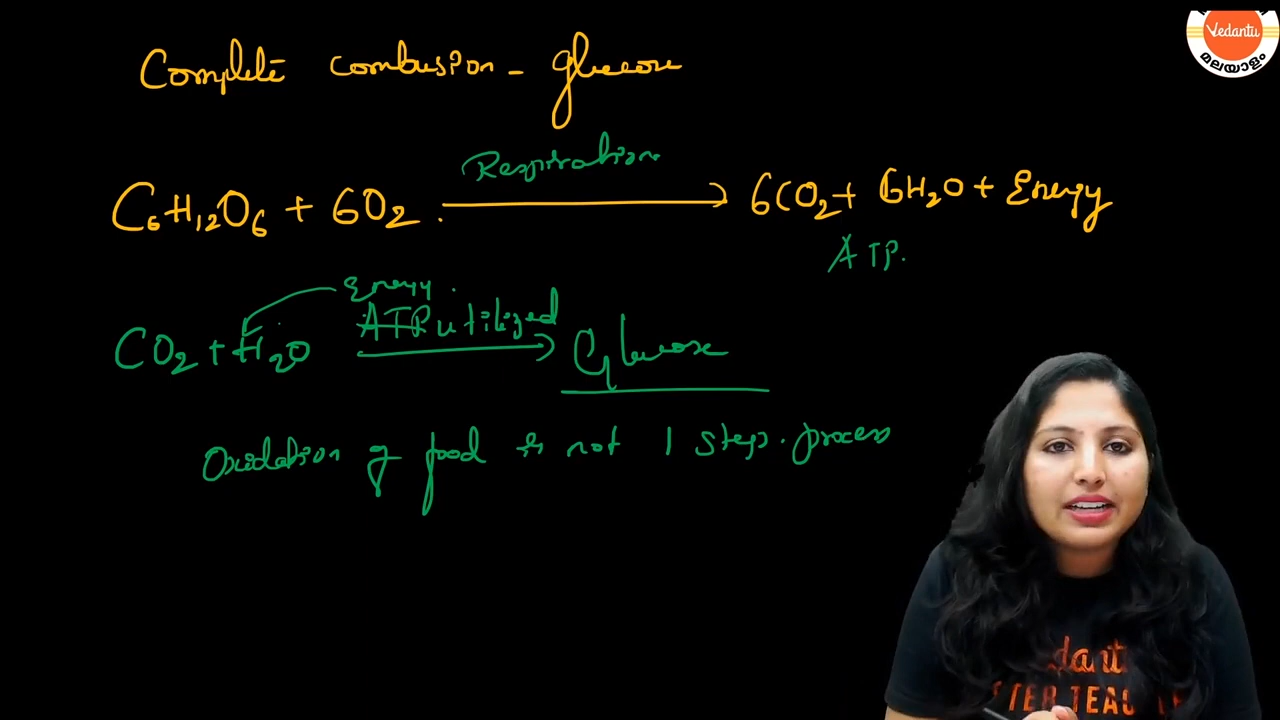 Vedantu
മലയാളം
Complete combusion - glucose
Respiration
C6H12O6 + 6O2 → 6CO2 + 6H2O + Energy
ATP.
Energy.
ATP utilized
CO2 + H2O → Glucose
Oxidation of food is not 1 step. process